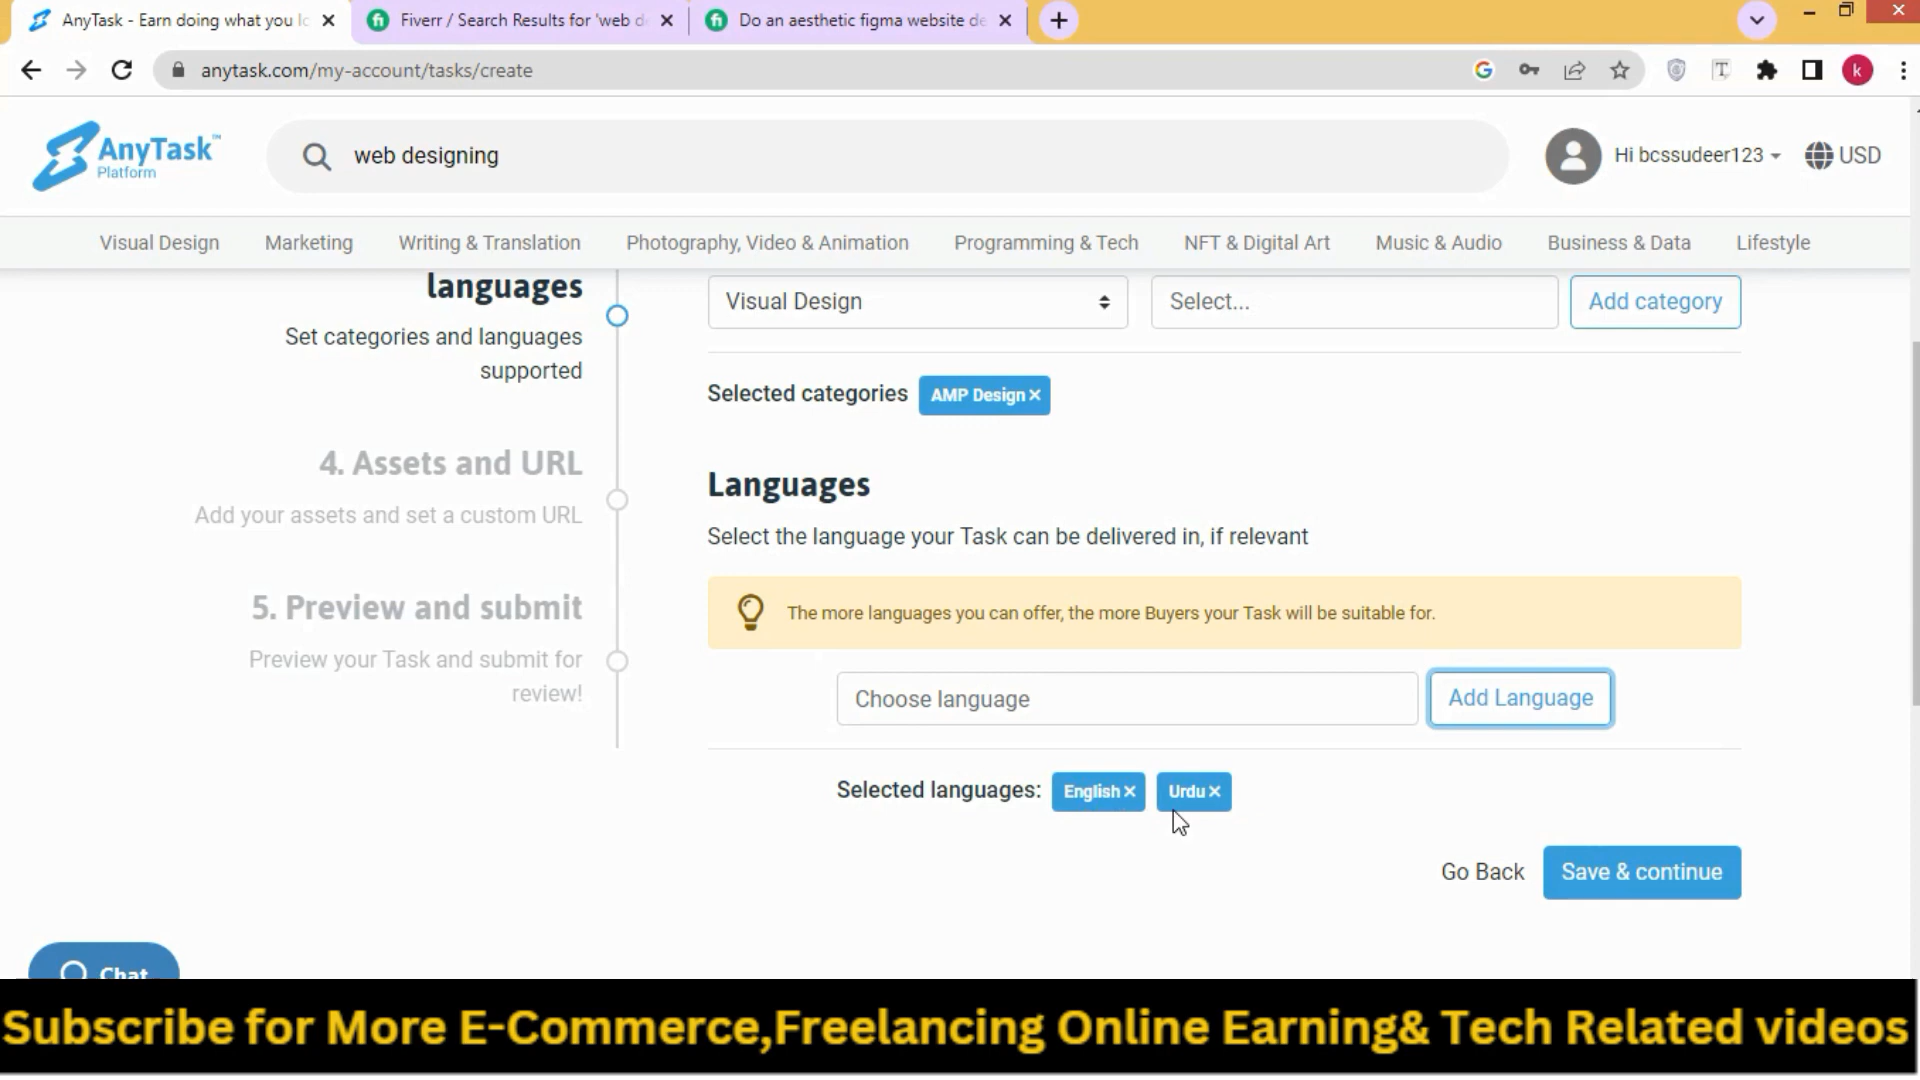 AnyTask - Earn doing what you lo
Fiverr / Search Results for 'web de
Do an aesthetic figma website de
anytask.com/my-account/tasks/create
k
AnyTask™
Platform
web designing
Hi bcssudeer123
USD
Visual Design
Marketing
Writing & Translation
Photography, Video & Animation
Programming & Tech
NFT & Digital Art
Music & Audio
Business & Data
Lifestyle
languages
Set categories and languages
supported
4. Assets and URL
Add your assets and set a custom URL
5. Preview and submit
Preview your Task and submit for
review!
Visual Design
Select...
Add category
Selected categories
AMP Design
Languages
Select the language your Task can be delivered in, if relevant
The more languages you can offer, the more Buyers your Task will be suitable for.
Choose language
Add Language
Selected languages:
English
Urdu
Go Back
Save & continue
Chat
Subscribe for More E-Commerce,Freelancing Online Earning& Tech Related videos